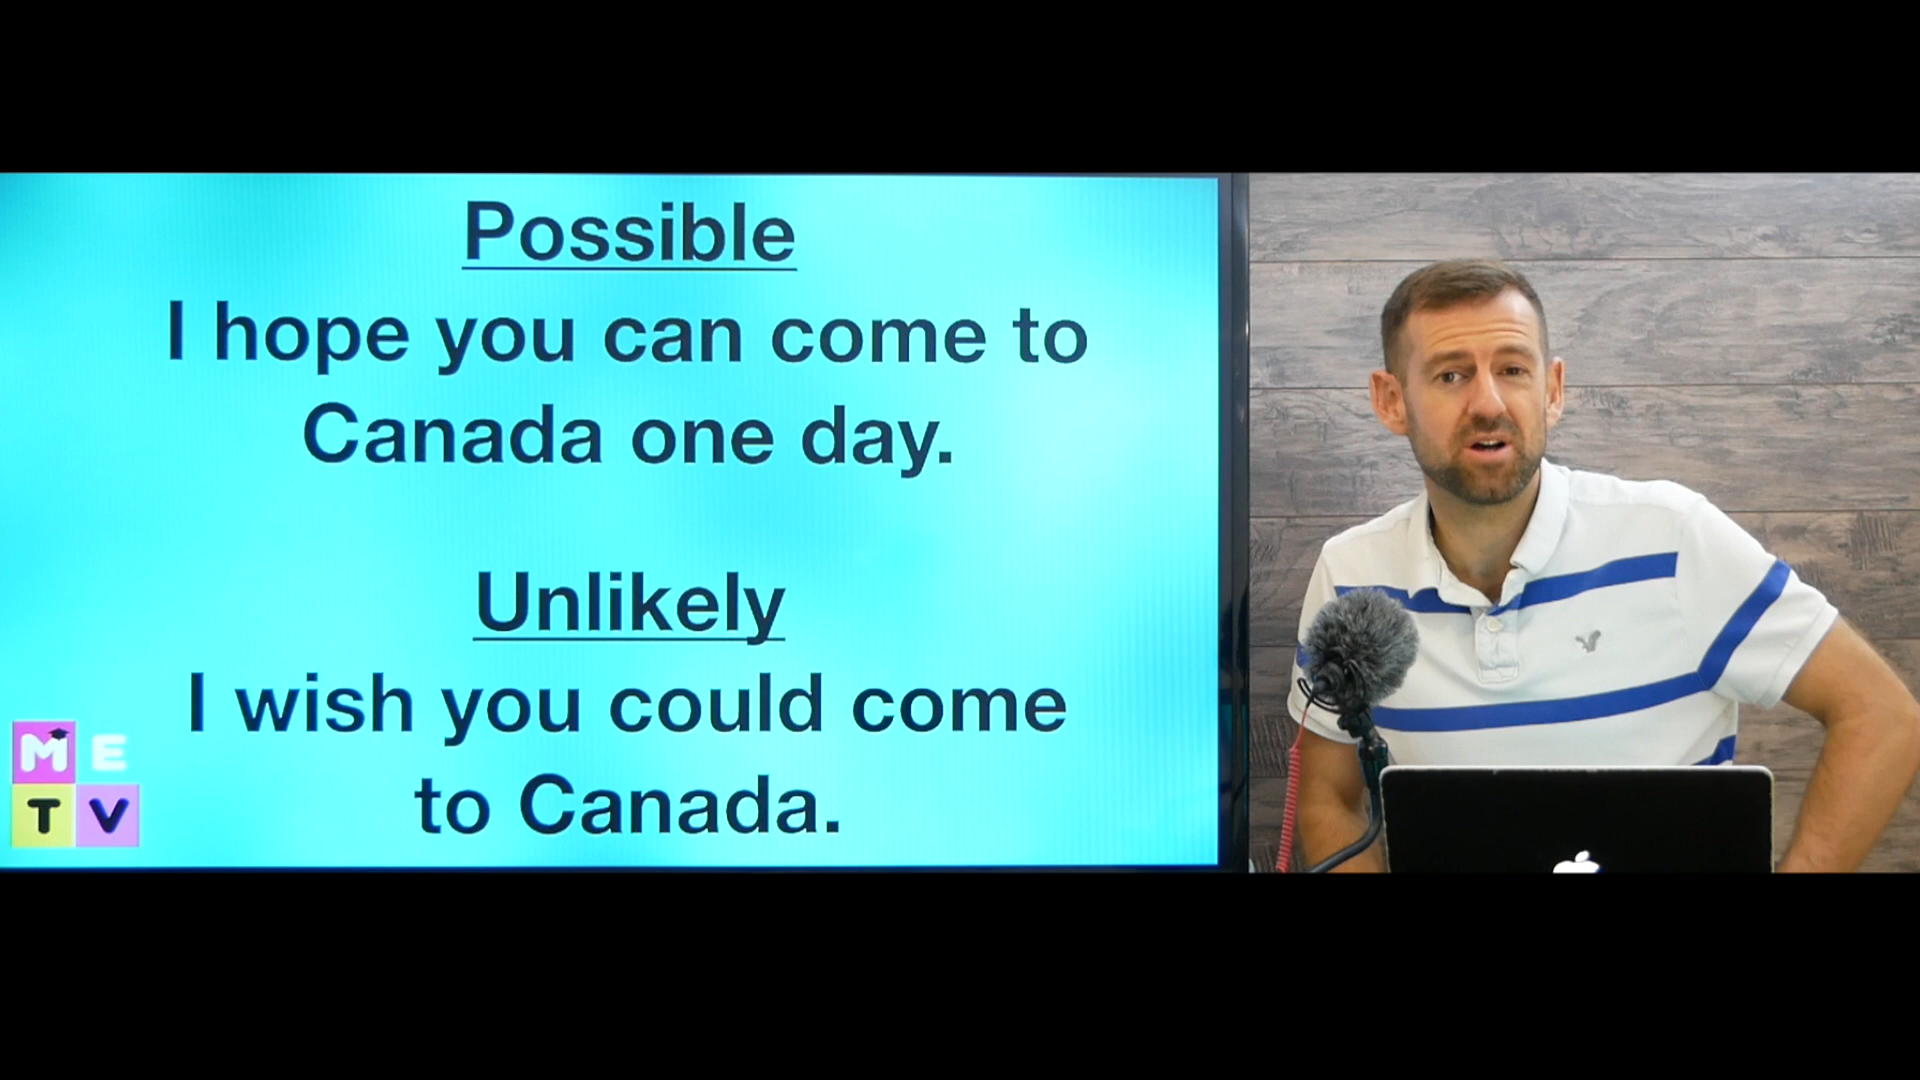 Possible
I hope you can come to
Canada one day.
Unlikely
I wish you could come
to Canada.
M E
T V